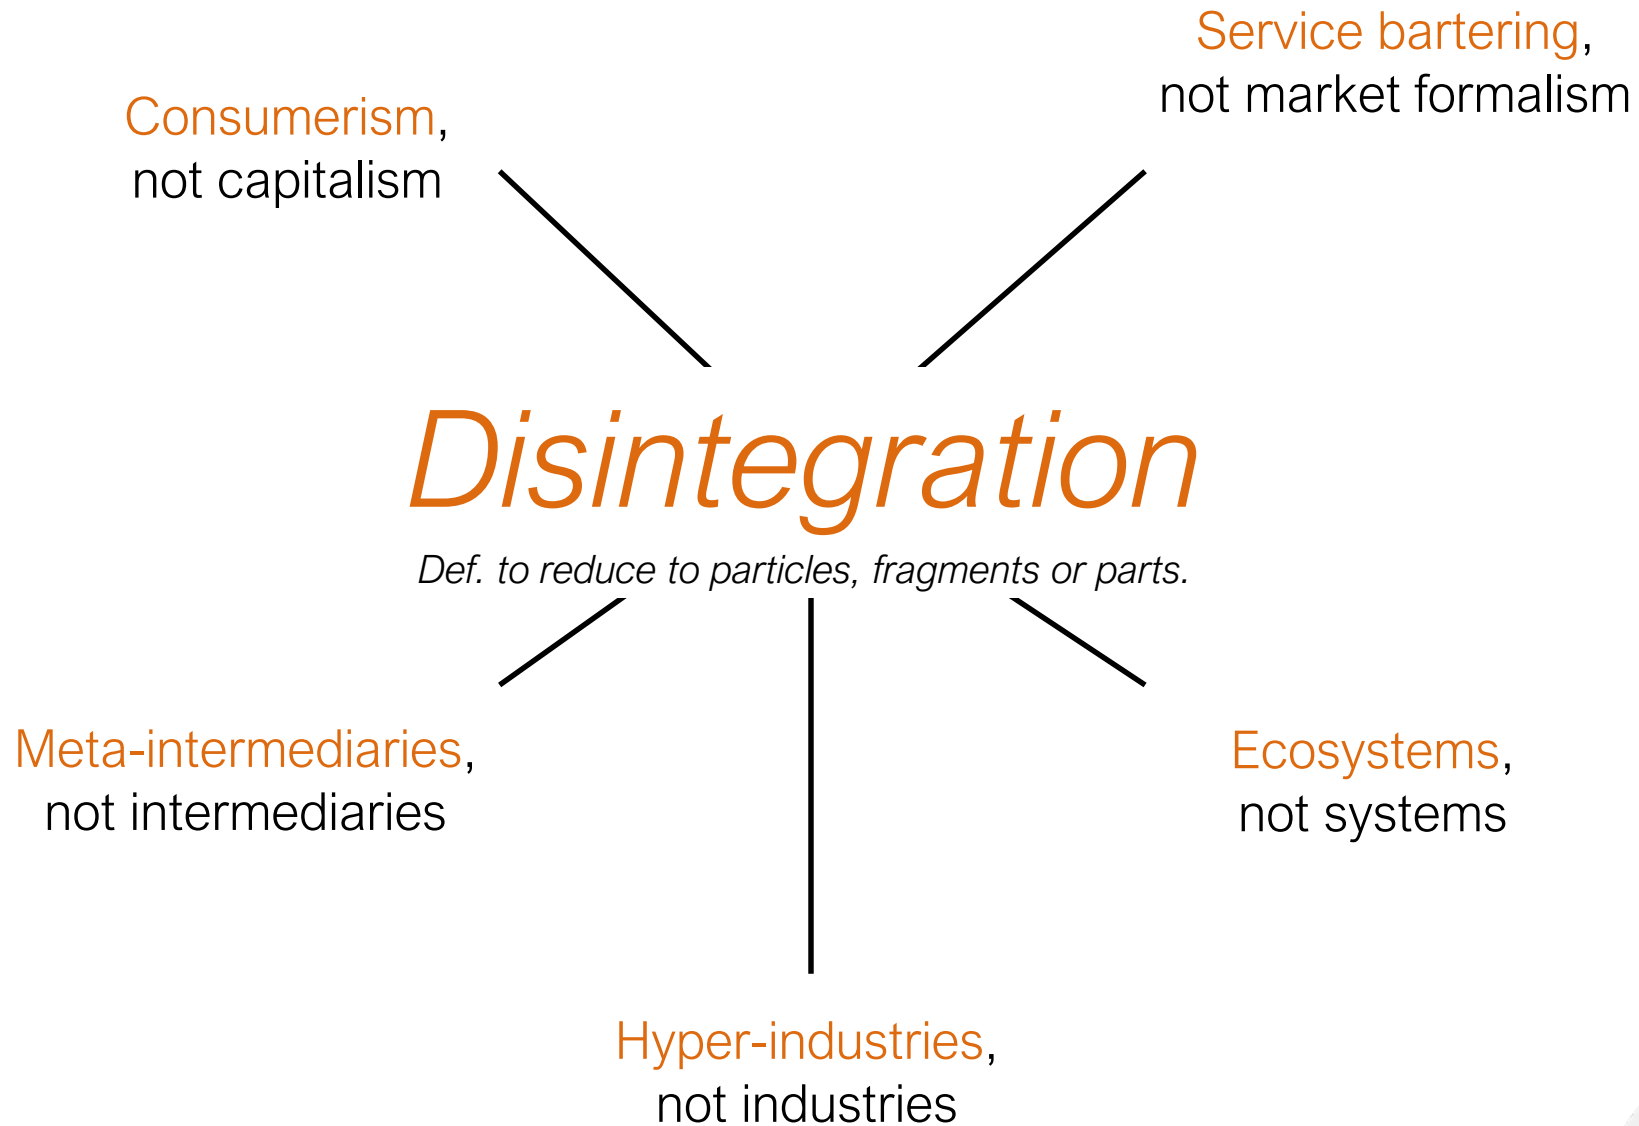 Service bartering,
not market formalism
Consumerism,
not capitalism
Disintegration
Def. to reduce to particles, fragments or parts.
Meta-intermediaries,
not intermediaries
Ecosystems,
not systems
Hyper-industries,
not industries